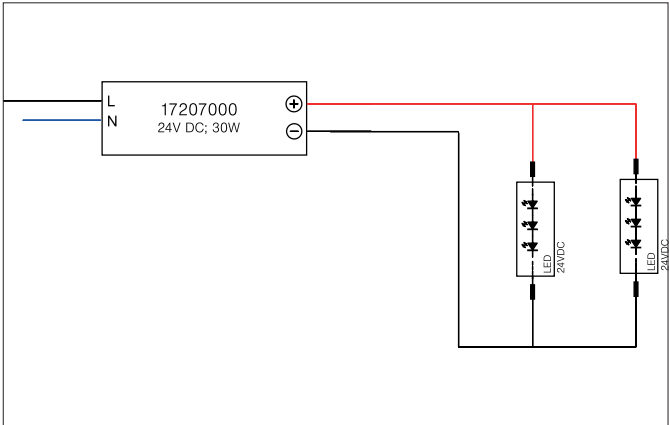 L
17207000
+
N
24V DC; 30W
−
LED
24VDC
LED
24VDC